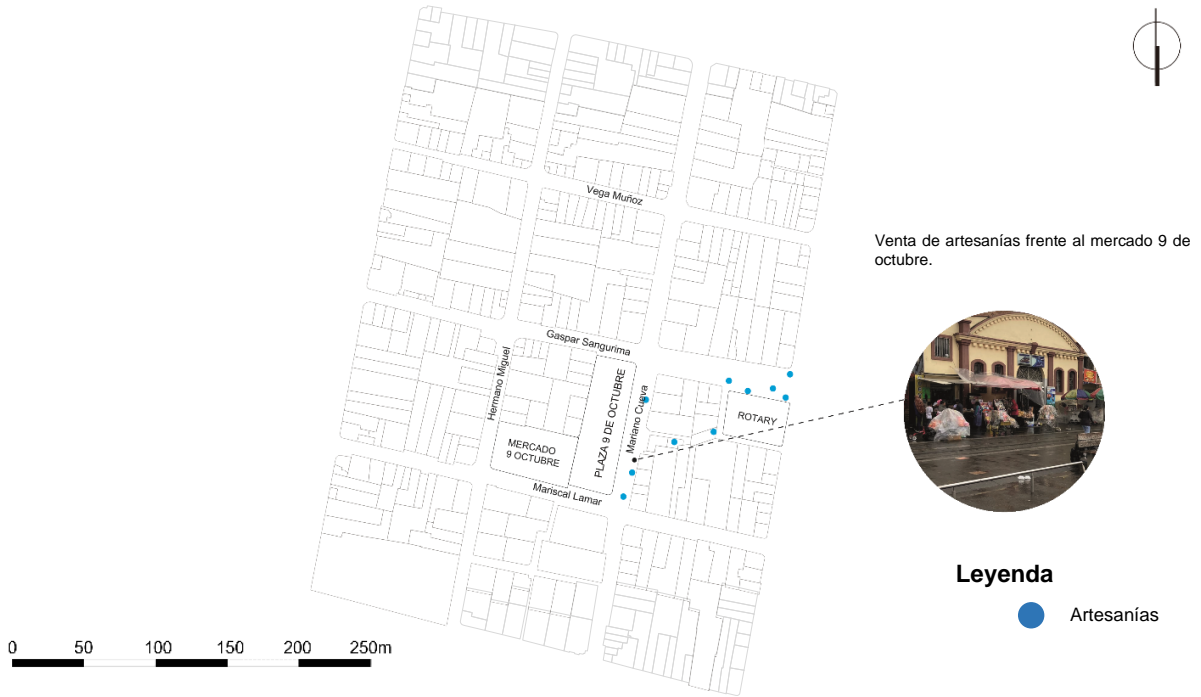 Vega Muñoz
Venta de artesanías frente al mercado 9 de
octubre.
Gaspar Sangurima
Hermano Miguel
PLAZA 9 DE OCTUBRE
Mariano Cueva
ROTARY
MERCADO
9 OCTUBRE
Mariscal Lamar
Leyenda
Artesanías
0 50 100 150 200 250m